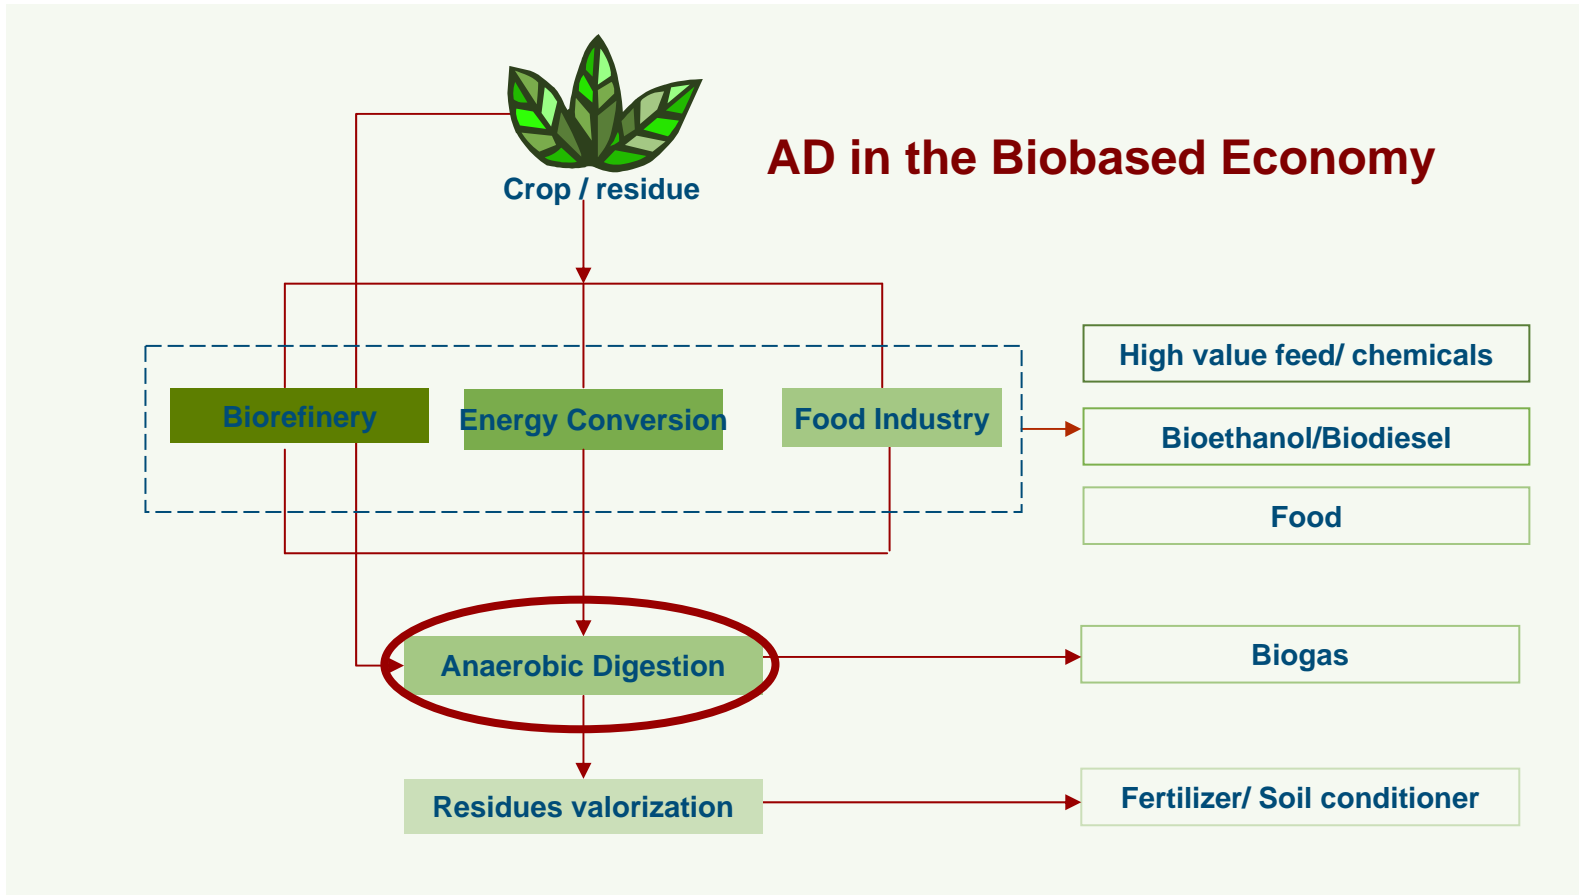 AD in the Biobased Economy
Crop / residue
High value feed/ chemicals
Biorefinery
Energy Conversion
Food Industry
Bioethanol/Biodiesel
Food
Anaerobic Digestion
Biogas
Residues valorization
Fertilizer/ Soil conditioner